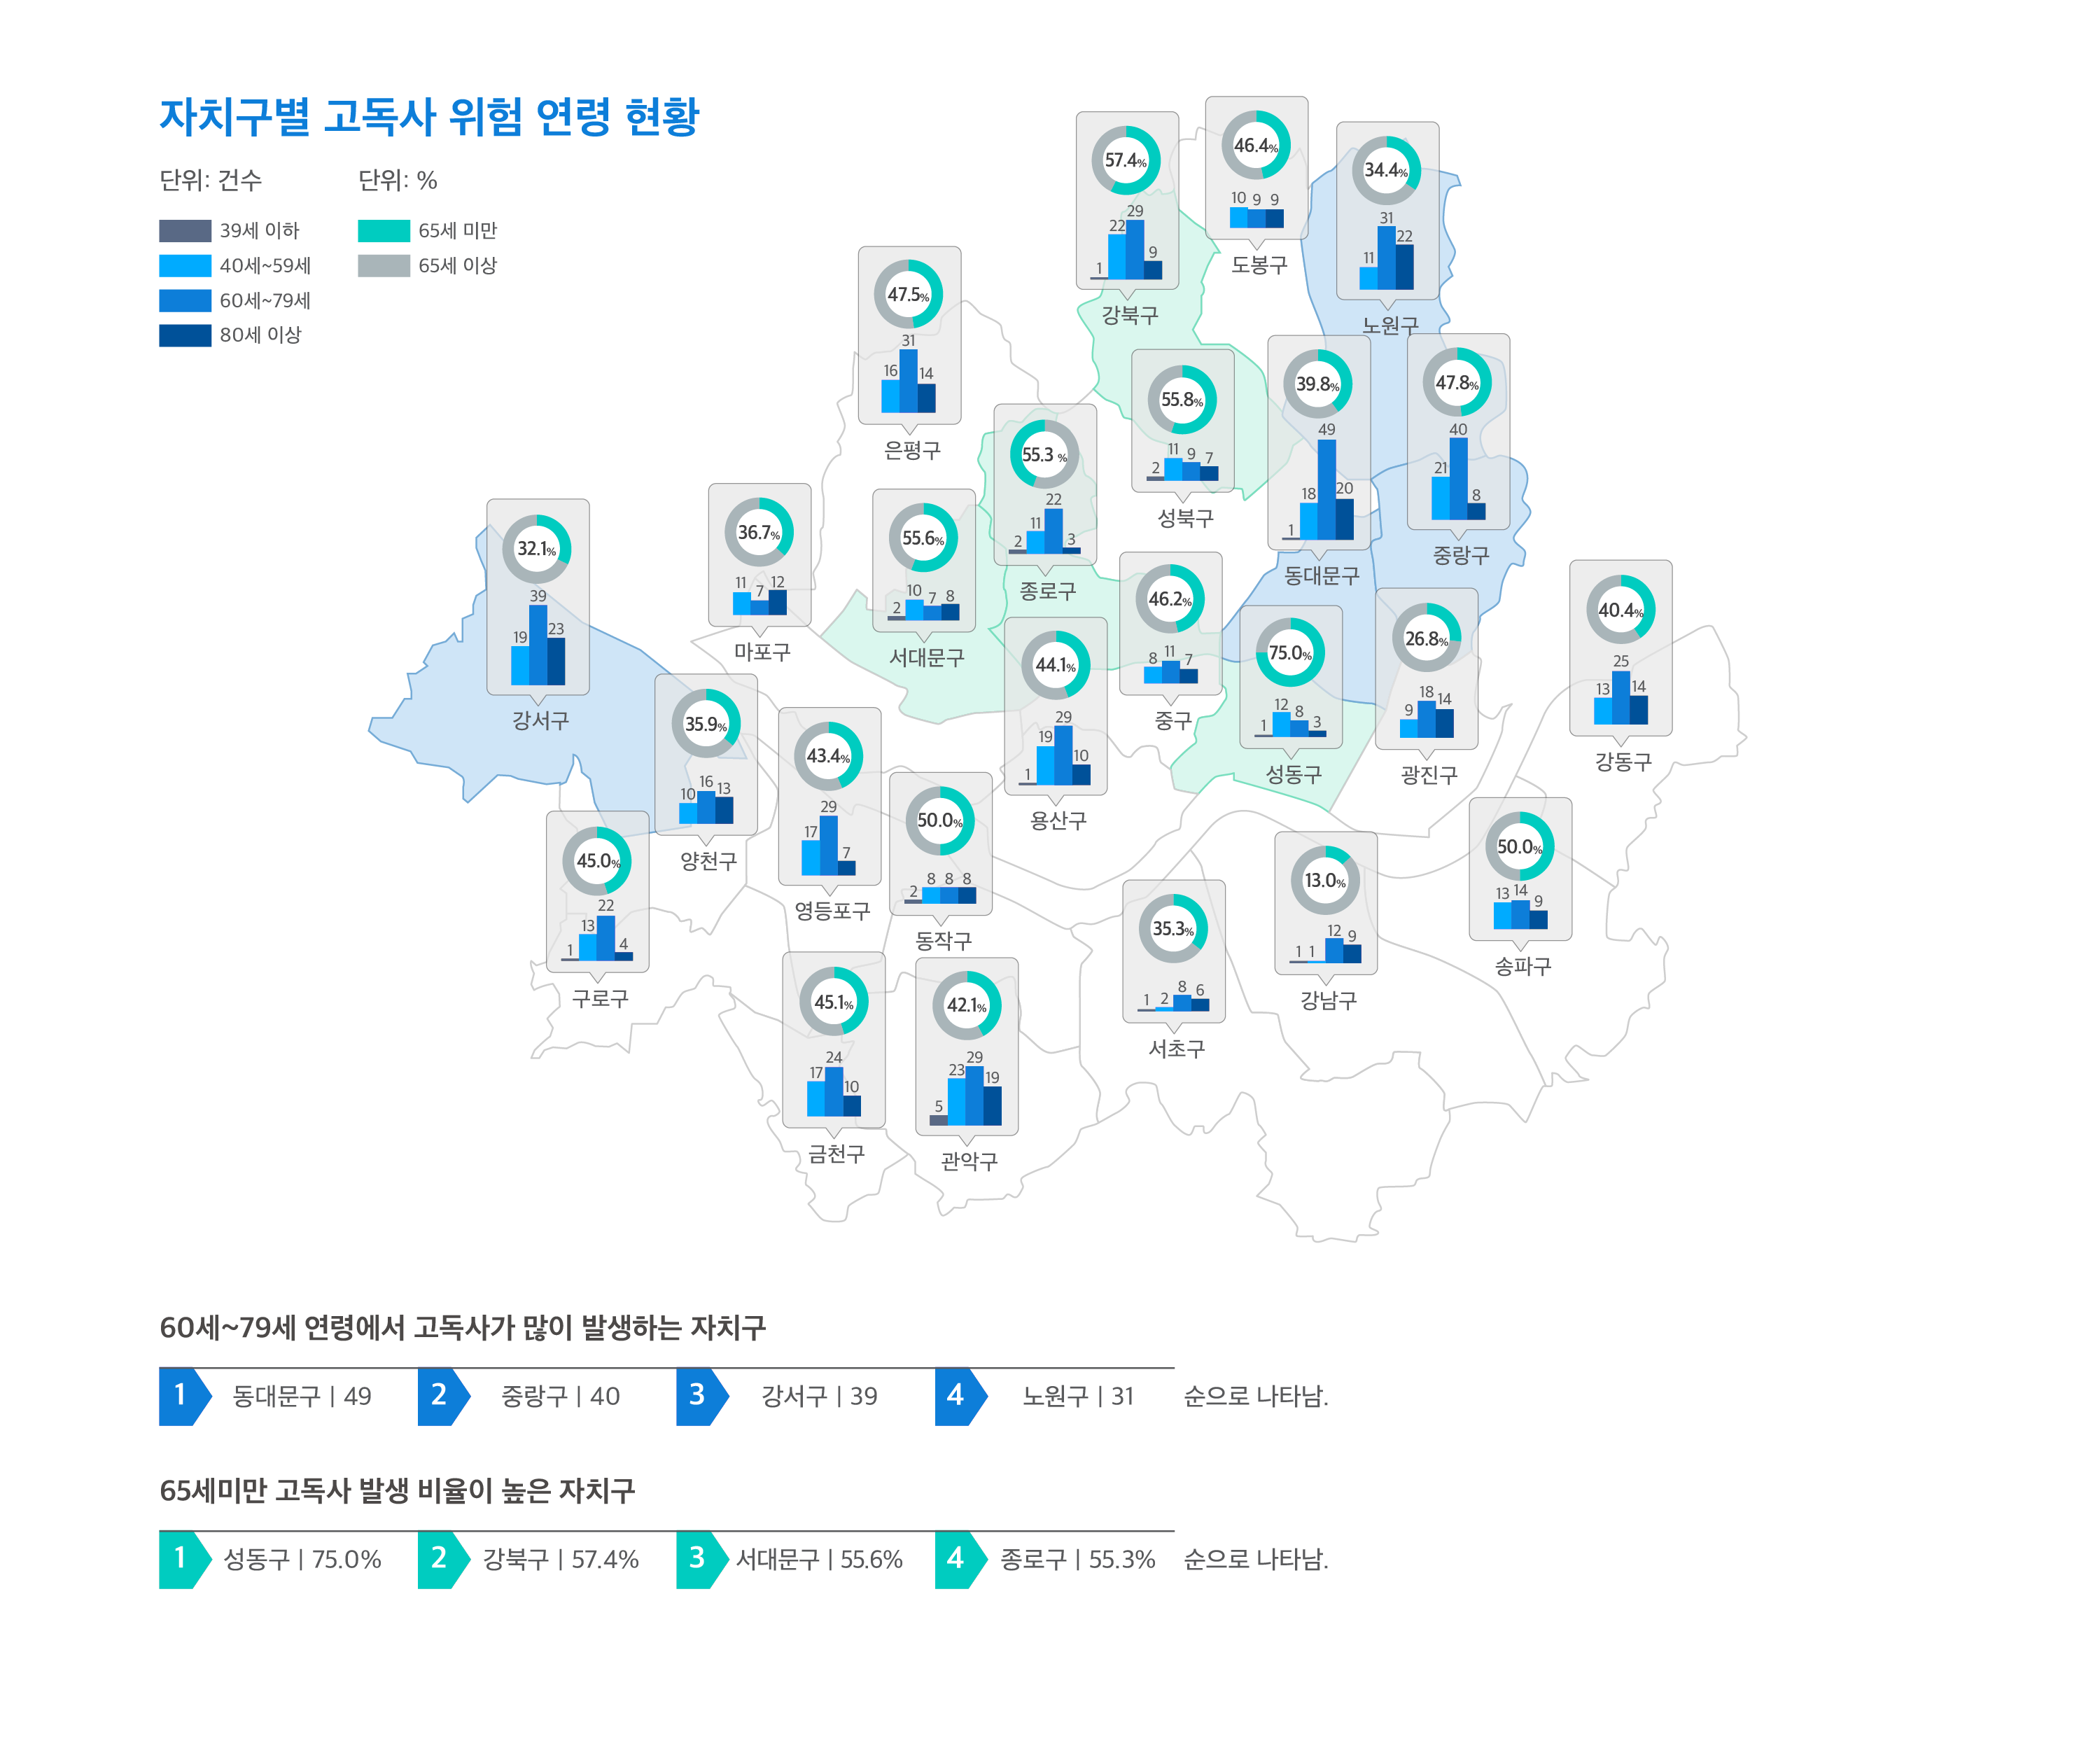 자치구별 고독사 위험 연령 현황
단위: 건수
39세 이하
40세~59세
60세~79세
80세 이상
단위: %
65세 미만
65세 이상
57.4%
1 22 29 9
강북구
46.4%
10 9 9
도봉구
34.4%
11 31 22
노원구
47.5%
16 31 14
은평구
55.8%
2 11 9 7
성북구
39.8%
1 18 49 20
동대문구
47.8%
21 40 8
중랑구
55.3 %
2 11 22 3
종로구
32.1%
19 39 23
강서구
36.7%
11 7 12
마포구
55.6%
2 10 7 8
서대문구
46.2%
8 11 7
중구
75.0%
1 12 8 3
성동구
26.8%
9 18 14
광진구
40.4%
13 25 14
강동구
35.9%
10 16 13
양천구
43.4%
17 29 7
영등포구
44.1%
1 19 29 10
용산구
45.0%
1 13 22 4
구로구
50.0%
2 8 8 8
동작구
35.3%
1 2 8 6
서초구
13.0%
1 1 12 9
강남구
50.0%
13 14 9
송파구
45.1%
17 24 10
금천구
42.1%
5 23 29 19
관악구
60세~79세 연령에서 고독사가 많이 발생하는 자치구
1 동대문구 | 49 2 중랑구 | 40 3 강서구 | 39 4 노원구 | 31 순으로 나타남.
65세미만 고독사 발생 비율이 높은 자치구
1 성동구 | 75.0% 2 강북구 | 57.4% 3 서대문구 | 55.6% 4 종로구 | 55.3% 순으로 나타남.